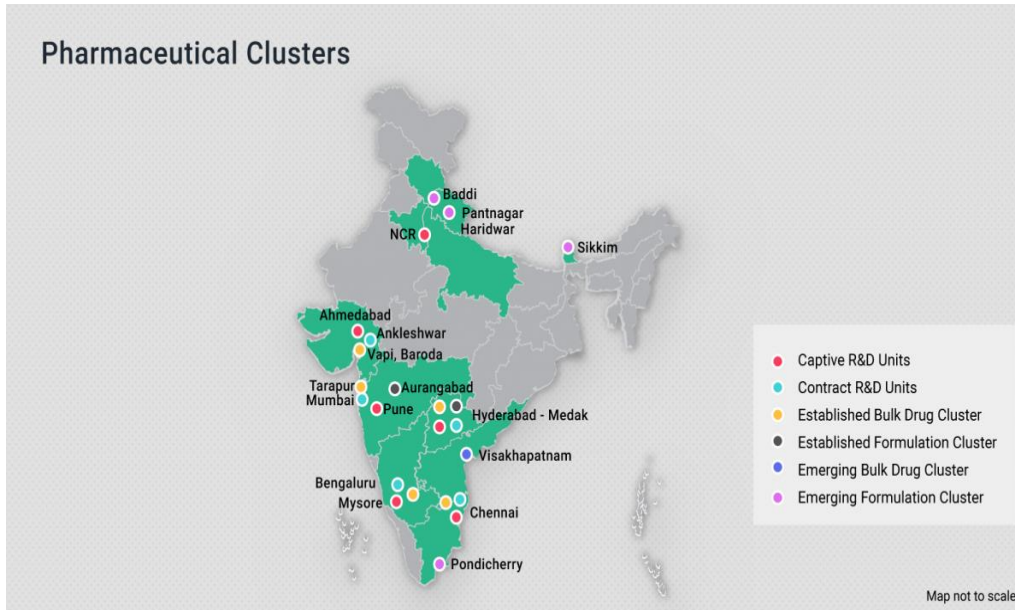 Pharmaceutical Clusters
Baddi
Pantnagar
Haridwar
NCR
Sikkim
Ahmedabad
Ankleshwar
Vapi, Baroda
Tarapur
Aurangabad
Mumbai
Pune
Hyderabad - Medak
Visakhapatnam
Bengaluru
Mysore
Chennai
Pondicherry
Captive R&D Units
Contract R&D Units
Established Bulk Drug Cluster
Established Formulation Cluster
Emerging Bulk Drug Cluster
Emerging Formulation Cluster
Map not to scale